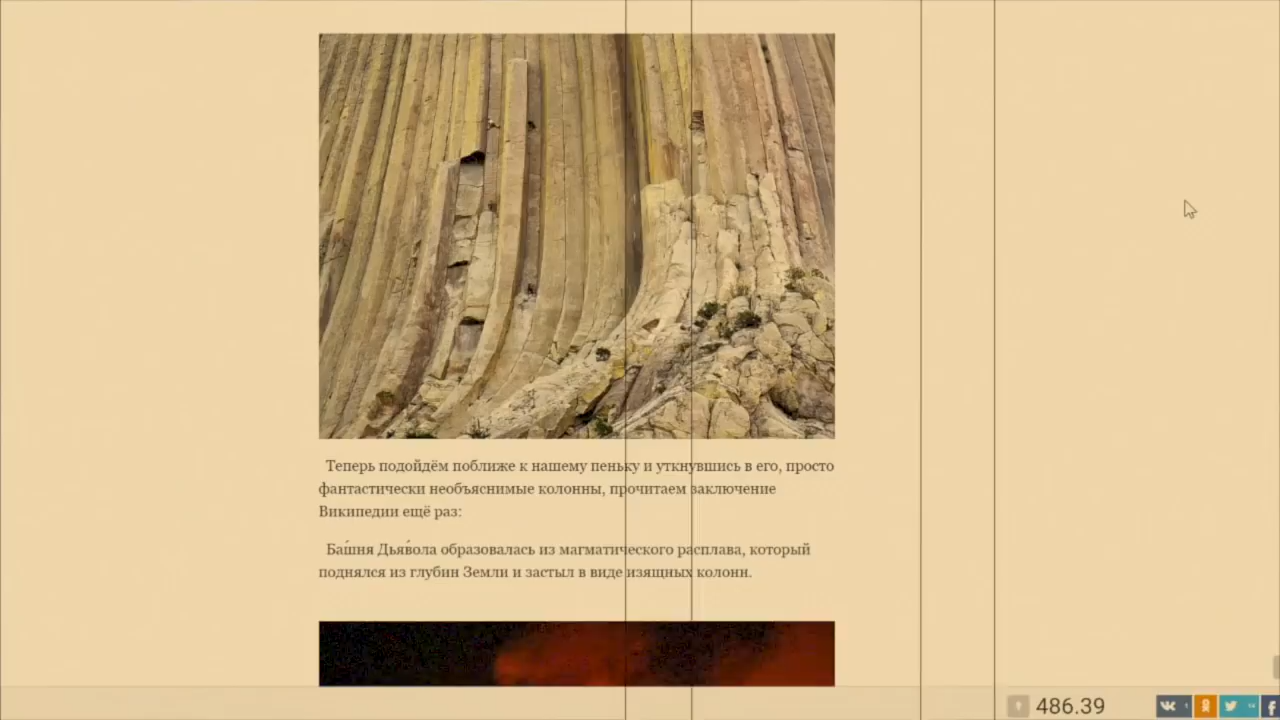 Теперь подойдём поближе к нашему пеньку и уткнувшись в его, просто
фантастически необъяснимые колонны, прочитаем заключение
Википедии ещё раз:
Ба́шня Дья́вола образовалась из магматического расплава, который
поднялся из глубин Земли и застыл в виде изящных колонн.
486.39